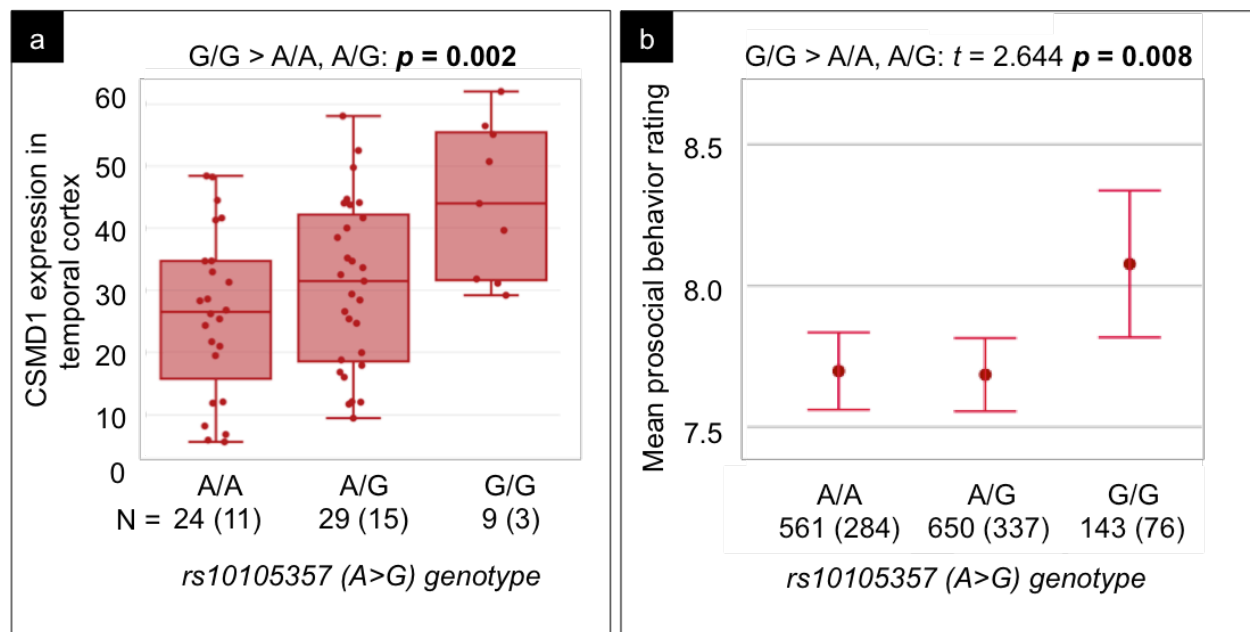 a
G/G > A/A, A/G: p = 0.002
CSMD1 expression in
temporal cortex
60
50
40
30
20
10
0
A/A A/G G/G
N = 24 (11) 29 (15) 9 (3)
rs10105357 (A>G) genotype
b
G/G > A/A, A/G: t = 2.644 p = 0.008
Mean prosocial behavior rating
8.5
8.0
7.5
A/A A/G G/G
561 (284) 650 (337) 143 (76)
rs10105357 (A>G) genotype